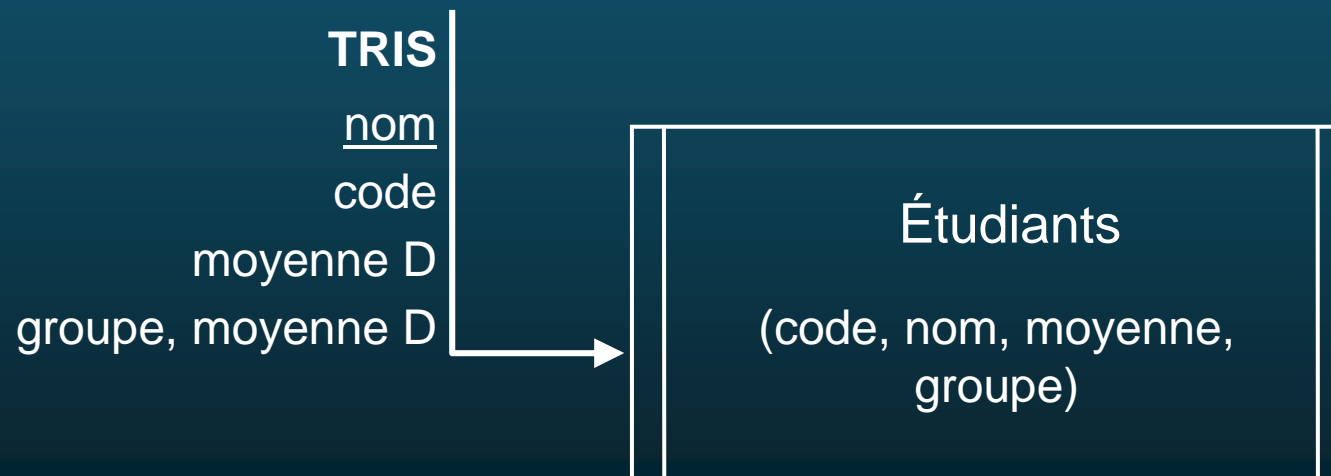 TRIS
nom
code
moyenne D
groupe, moyenne D
Étudiants
(code, nom, moyenne,
groupe)